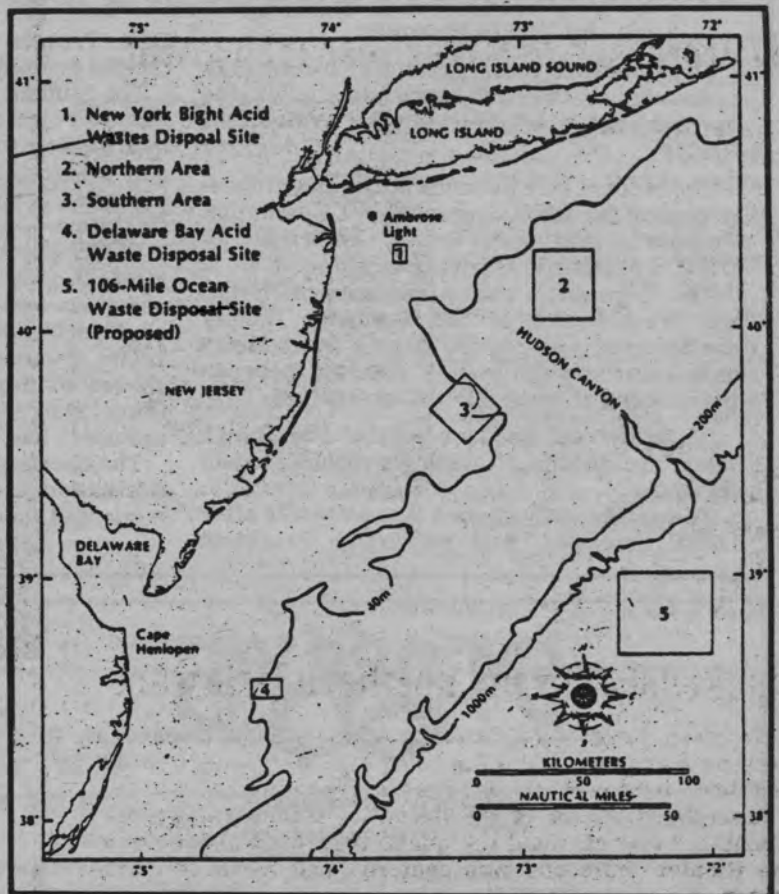 75°
74°
73°
72°
41°
41°
LONG ISLAND SOUND
LONG ISLAND
1. New York Bight Acid
Wastes Dispoal Site
2. Northern Area
3. Southern Area
4. Delaware Bay Acid
Waste Disposal Site
5. 106-Mile Ocean
Waste Disposal Site
(Proposed)
Ambrose
Light
1
2
40°
40°
HUDSON CANYON
NEW JERSEY
3
200m
DELAWARE
BAY
39°
39°
40m
5
Cape
Henlopen
4
1000m
KILOMETERS
0 50 100
NAUTICAL MILES
0 50
38°
38°
75°
74°
73°
72°